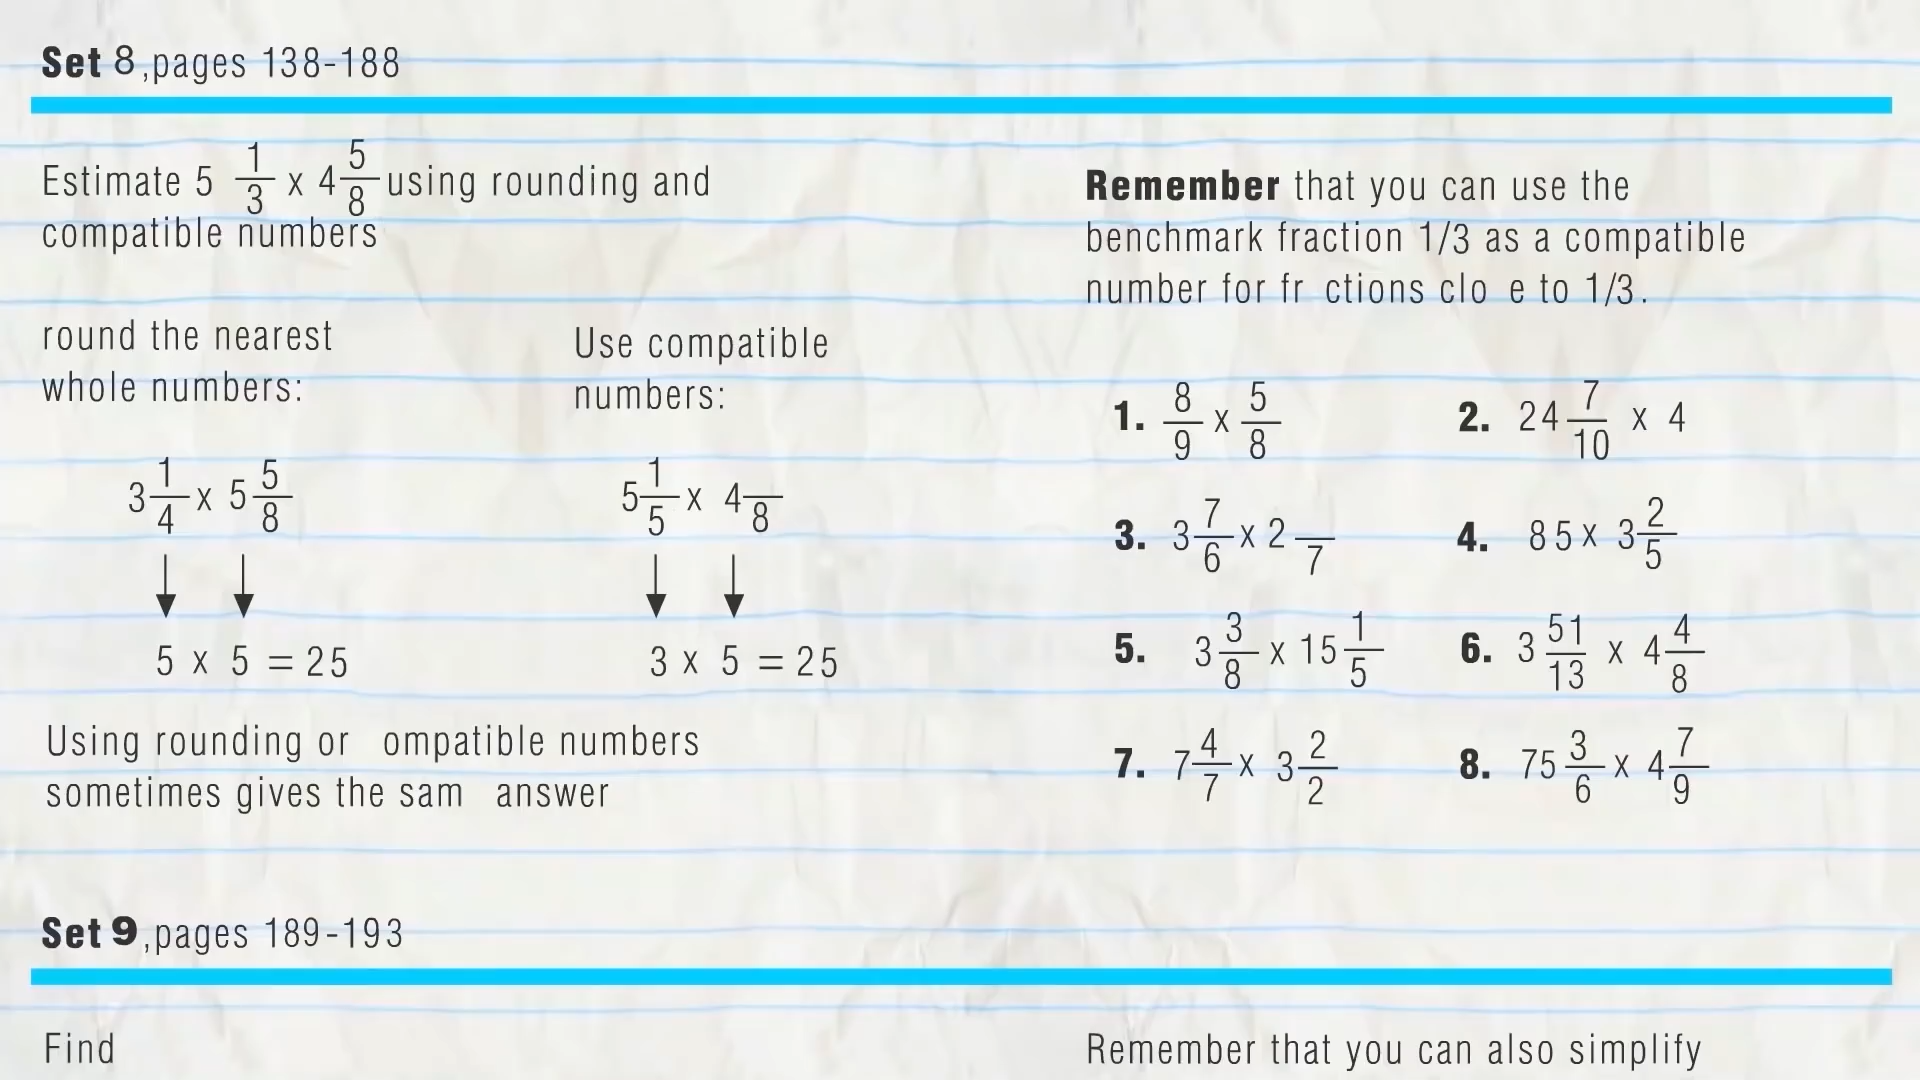 Set 8,pages 138-188
Estimate 5 1/3 x 4 5/8 using rounding and
compatible numbers
round the nearest
whole numbers:
3 1/4 x 5 5/8
5 x 5 = 25
Use compatible
numbers:
5 1/5 x 4 /8
3 x 5 = 25
Using rounding or ompatible numbers
sometimes gives the sam answer
Remember that you can use the
benchmark fraction 1/3 as a compatible
number for fr ctions clo e to 1/3.
1. 8/9 x 5/8
2. 24 7/10 x 4
3. 3 7/6 x 2 /7
4. 85 x 3 2/5
5. 3 3/8 x 15 1/5
6. 3 51/13 x 4 4/8
7. 7 4/7 x 3 2/2
8. 75 3/6 x 4 7/9
Set 9,pages 189-193
Find
Remember that you can also simplify